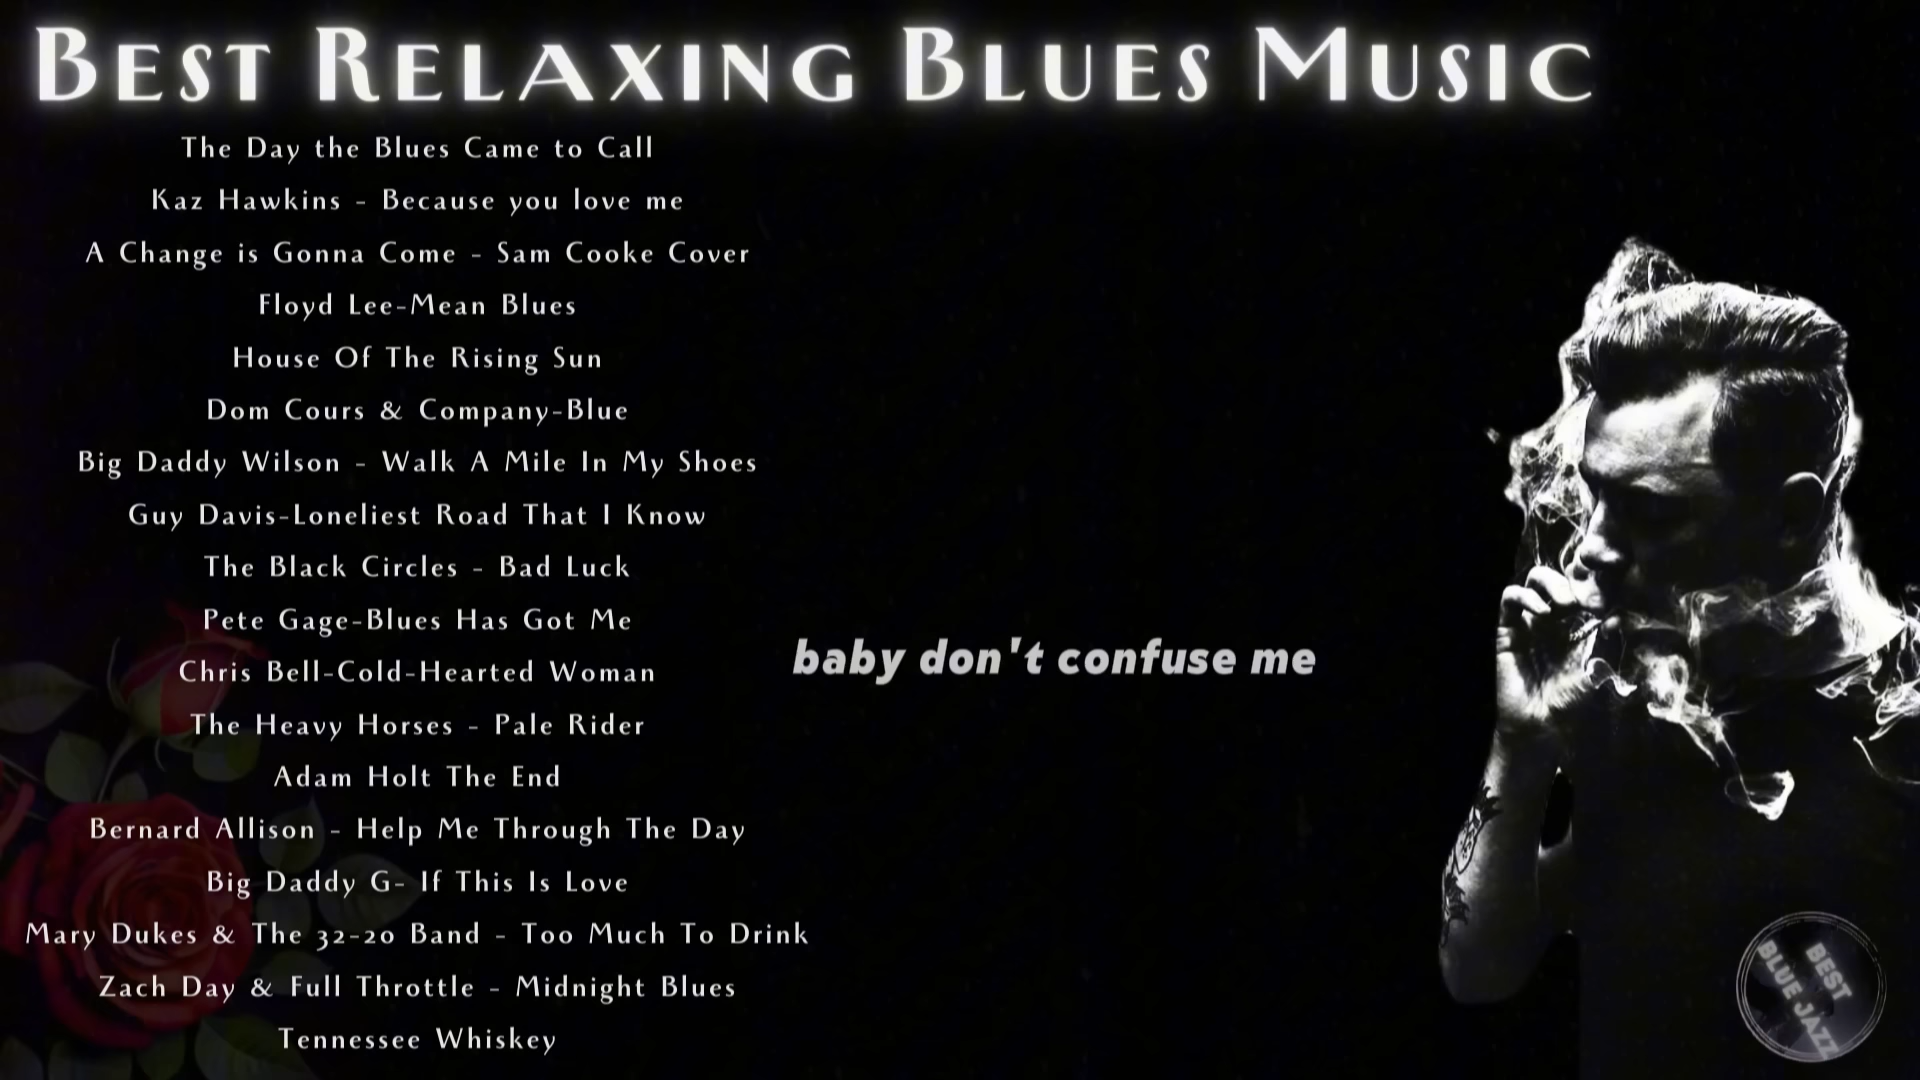 Best Relaxing Blues Music
The Day the Blues Came to Call
Kaz Hawkins - Because you love me
A Change is Gonna Come - Sam Cooke Cover
Floyd Lee-Mean Blues
House Of The Rising Sun
Dom Cours & Company-Blue
Big Daddy Wilson - Walk A Mile In My Shoes
Guy Davis-Loneliest Road That I Know
The Black Circles - Bad Luck
Pete Gage-Blues Has Got Me
Chris Bell-Cold-Hearted Woman
The Heavy Horses - Pale Rider
Adam Holt The End
Bernard Allison - Help Me Through The Day
Big Daddy G- If This Is Love
Mary Dukes & The 32-20 Band - Too Much To Drink
Zach Day & Full Throttle - Midnight Blues
Tennessee Whiskey
baby don't confuse me
BEST
BLUE JAZZ